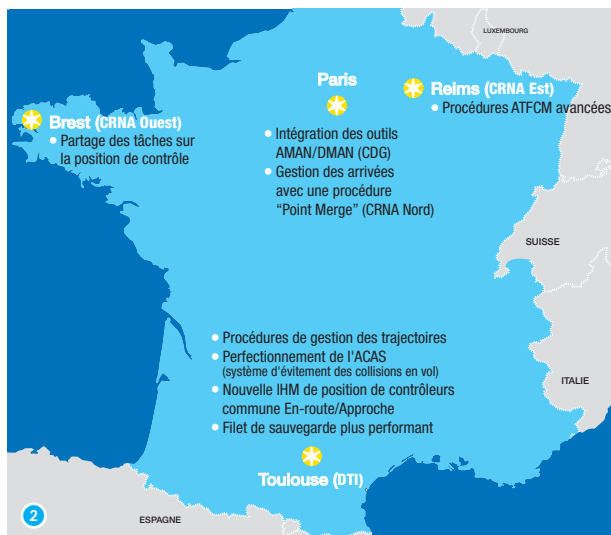 LUXEMBOURG
Paris
Reims (CRNA Est)
• Procédures ATFCM avancées
Brest (CRNA Ouest)
• Partage des tâches sur
la position de contrôle
• Intégration des outils
AMAN/DMAN (CDG)
• Gestion des arrivées
avec une procédure
“Point Merge” (CRNA Nord)
SUISSE
• Procédures de gestion des trajectoires
• Perfectionnement de l'ACAS
(système d'évitement des collisions en vol)
• Nouvelle IHM de position de contrôleurs
commune En-route/Approche
• Filet de sauvegarde plus performant
ITALIE
Toulouse (DTI)
2
ESPAGNE